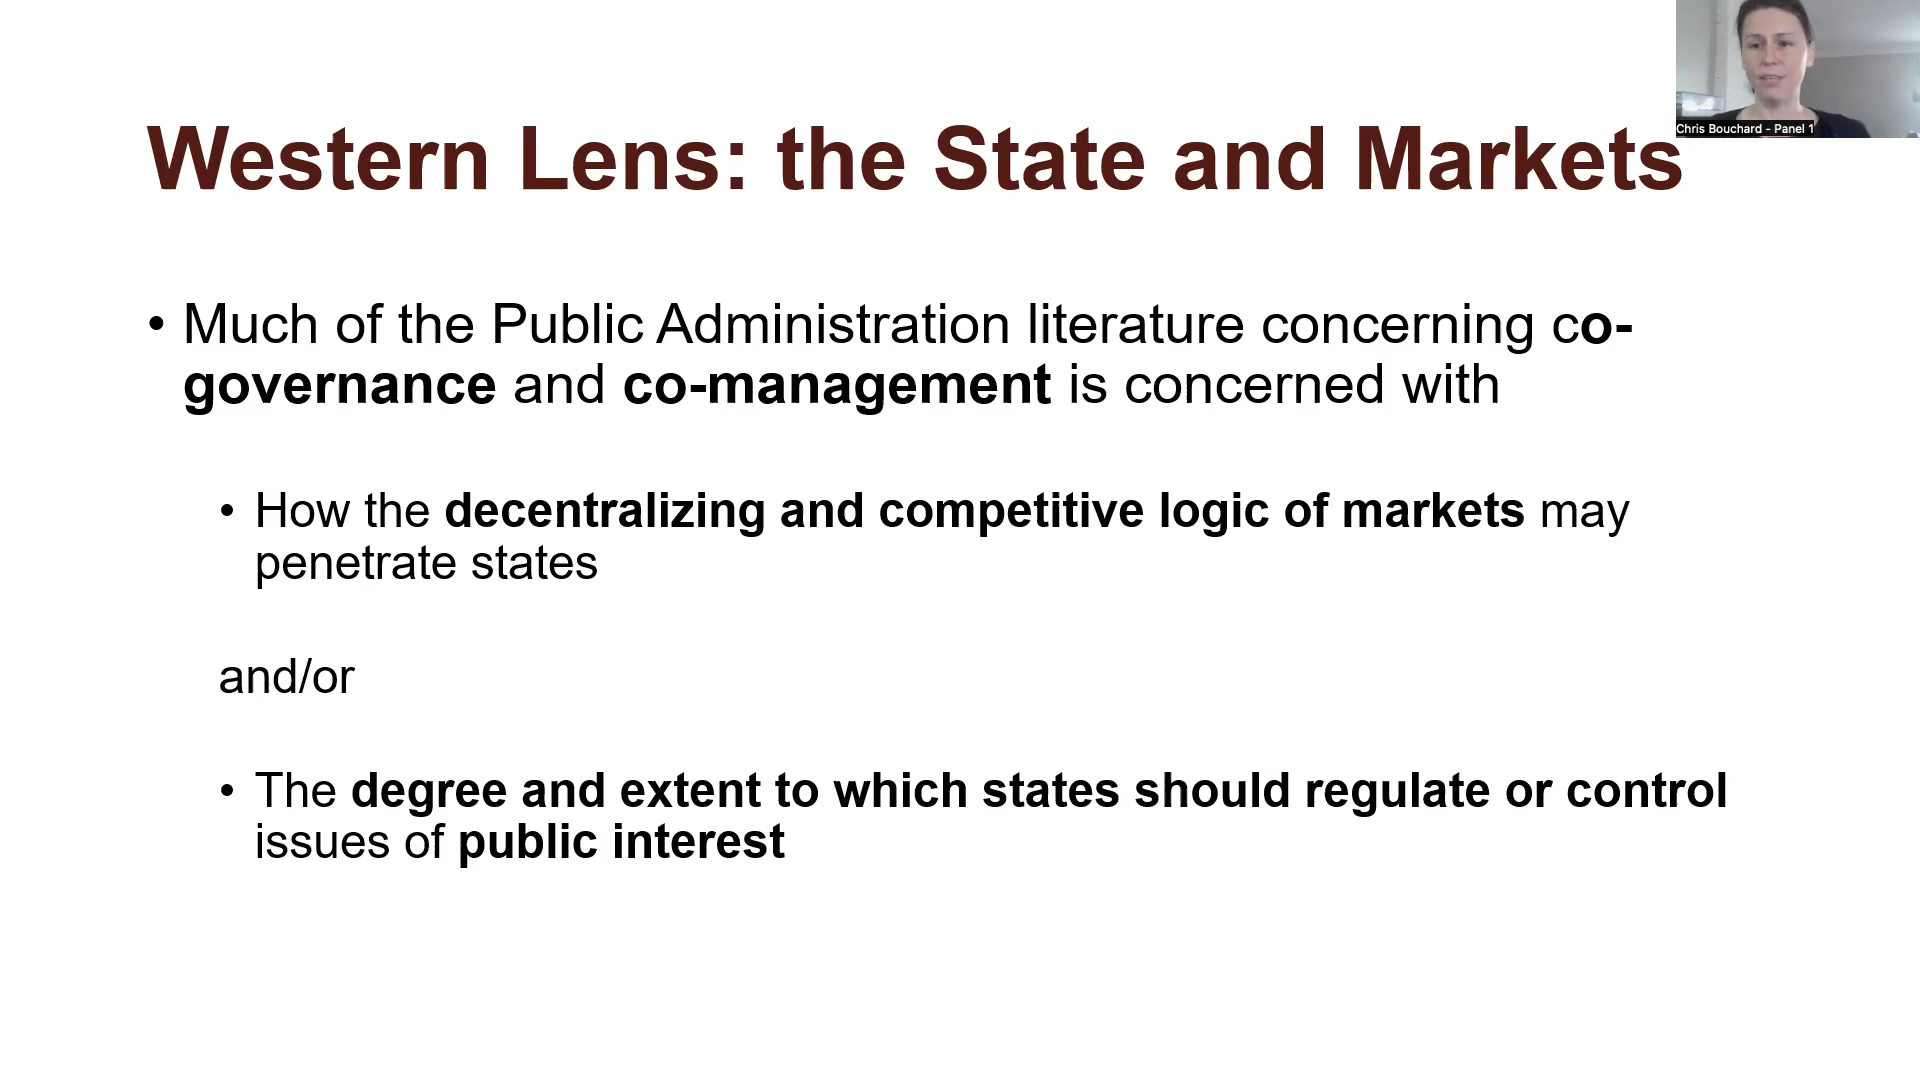 Chris Bouchard - Panel 1
Western Lens: the State and Markets
• Much of the Public Administration literature concerning co-
governance and co-management is concerned with
• How the decentralizing and competitive logic of markets may
penetrate states
and/or
• The degree and extent to which states should regulate or control
issues of public interest